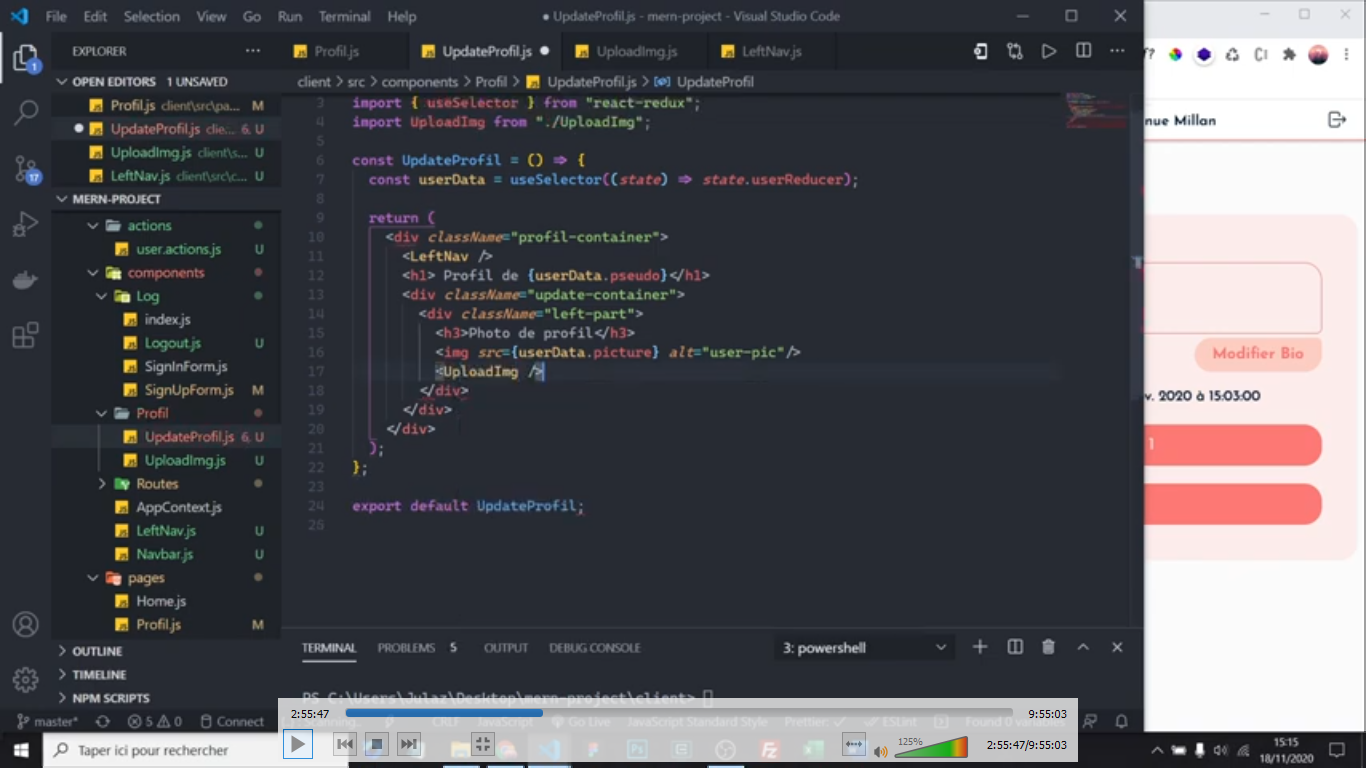 File Edit Selection View Go Run Terminal Help ● UpdateProfil.js - mern-project - Visual Studio Code
EXPLORER ···
Profil.js UpdateProfil.js ● UploadImg.js LeftNav.js
OPEN EDITORS 1 UNSAVED
client > src > components > Profil > UpdateProfil.js > UpdateProfil
Profil.js client\src\pa... M
● UpdateProfil.js clie... 6, U
UploadImg.js client\s... U
LeftNav.js client\src\c... U
MERN-PROJECT
actions
user.actions.js U
components
Log
index.js
Logout.js U
SignInForm.js
SignUpForm.js M
Profil
UpdateProfil.js 6, U
UploadImg.js U
Routes
AppContext.js
LeftNav.js U
Navbar.js U
pages
Home.js
Profil.js M
OUTLINE
TIMELINE
NPM SCRIPTS
1
17
3 import { useSelector } from "react-redux";
4 import UploadImg from "./UploadImg";
5
6 const UpdateProfil = () => {
7 const userData = useSelector((state) => state.userReducer);
8
9 return (
10 <div className="profil-container">
11 <LeftNav />
12 <h1> Profil de {userData.pseudo}</h1>
13 <div className="update-container">
14 <div className="left-part">
15 <h3>Photo de profil</h3>
16 <img src={userData.picture} alt="user-pic"/>
17 <UploadImg />
18 </div>
19 </div>
20 </div>
21 );
22 };
23
24 export default UpdateProfil;
25
TERMINAL PROBLEMS 5 OUTPUT DEBUG CONSOLE 3: powershell
PS C:\Users\Julaz\Desktop\mern-project\client>
master* 5 0 Connect
CRLF JavaScript Go Live JavaScript Standard Style Prettier: ✓ ESLint Found 0 variables
nue Millan
Modifier Bio
v. 2020 à 15:03:00
1
2:55:47 9:55:03
125% 2:55:47/9:55:03
Taper ici pour rechercher
15:15
18/11/2020